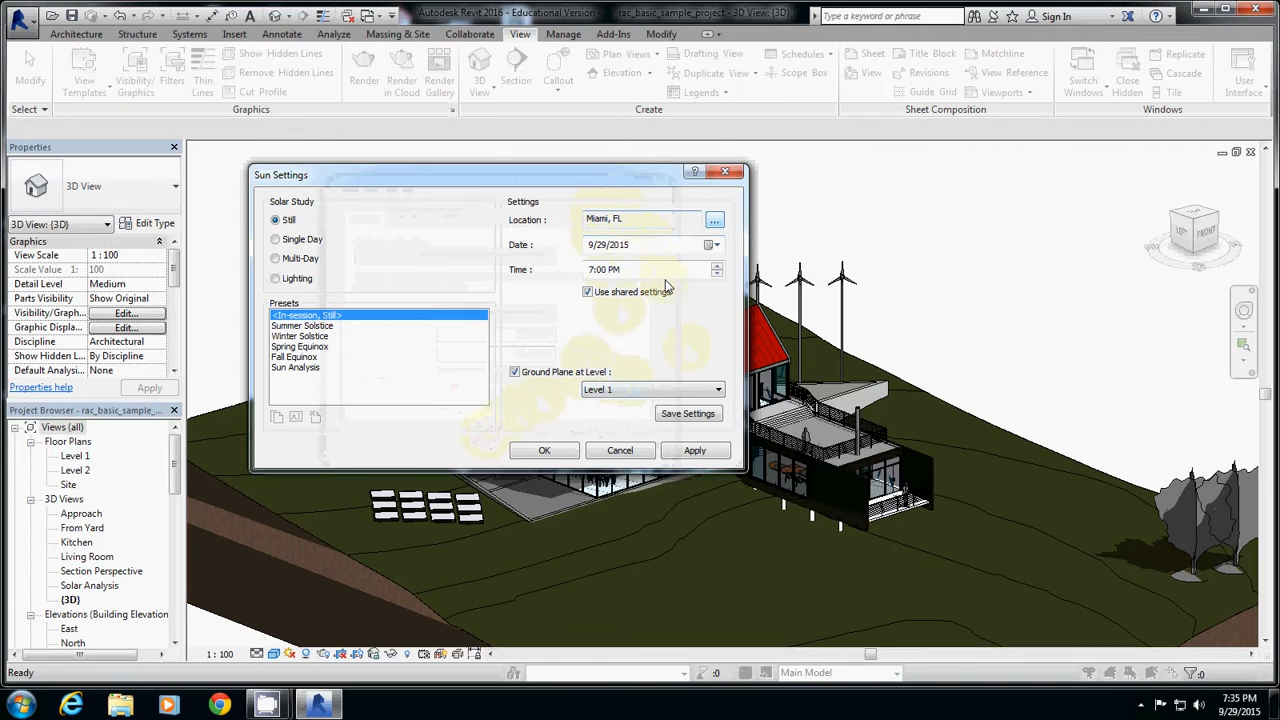 Autodesk Revit 2016 - Educational Version - rac_basic_sample_project - 3D View: {3D}
Type a keyword or phrase
Sign In
Architecture Structure Systems Insert Annotate Analyze Massing & Site Collaborate View Manage Add-Ins Modify
Modify
View Templates
Visibility/ Graphics
Filters
Thin Lines
Show Hidden Lines
Remove Hidden Lines
Cut Profile
Render
Render in Cloud
Render Gallery
3D View
Section
Callout
Plan Views
Elevation
Drafting View
Duplicate View
Legends
Schedules
Scope Box
Sheet
View
Title Block
Revisions
Guide Grid
Matchline
View Reference
Viewports
Switch Windows
Close Hidden
Replicate
Cascade
Tile
User Interface
Select
Graphics
Create
Sheet Composition
Windows
Properties
3D View
3D View: {3D}
Edit Type
Graphics
View Scale 1 : 100
Scale Value 1: 100
Detail Level Medium
Parts Visibility Show Original
Visibility/Grap... Edit...
Graphic Displa... Edit...
Discipline Architectural
Show Hidden L... By Discipline
Default Analysi... None
Properties help
Apply
Project Browser - rac_basic_sample_...
Views (all)
Floor Plans
Level 1
Level 2
Site
3D Views
Approach
From Yard
Kitchen
Living Room
Section Perspective
Solar Analysis
{3D}
Elevations (Building Elevation
East
North
Sun Settings
Solar Study
Still
Single Day
Multi-Day
Lighting
Presets
<In-session, Still>
Summer Solstice
Winter Solstice
Spring Equinox
Fall Equinox
Sun Analysis
Settings
Location : Miami, FL ...
Date : 9/29/2015
Time : 7:00 PM
Use shared settings
Ground Plane at Level :
Level 1
Save Settings
OK Cancel Apply
LEFT FRONT
1 : 100
Ready
:0
Main Model
:0
7:35 PM
9/29/2015